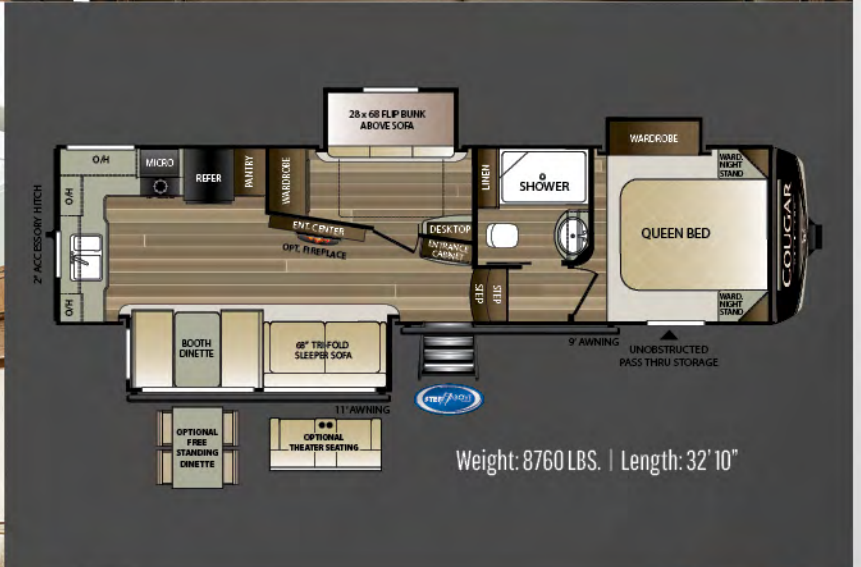 28 x 68 FLIP BUNK
ABOVE SOFA
WARDROBE
O/H
MICRO
REFER
PANTRY
WARDROBE
LINEN
SHOWER
WARD.
NIGHT
STAND
O/H
2" ACCESSORY HITCH
ENT. CENTER
OPT. FIREPLACE
DESKTOP
ENTRANCE
CABINET
QUEEN BED
COUGAR
STEP
STEP
O/H
WARD.
NIGHT
STAND
BOOTH
DINETTE
68" TRI-FOLD
SLEEPER SOFA
9' AWNING
UNOBSTRUCTED
PASS THRU STORAGE
STEP ABOVE
11' AWNING
OPTIONAL
FREE
STANDING
DINETTE
OPTIONAL
THEATER SEATING
Weight: 8760 LBS. | Length: 32' 10"